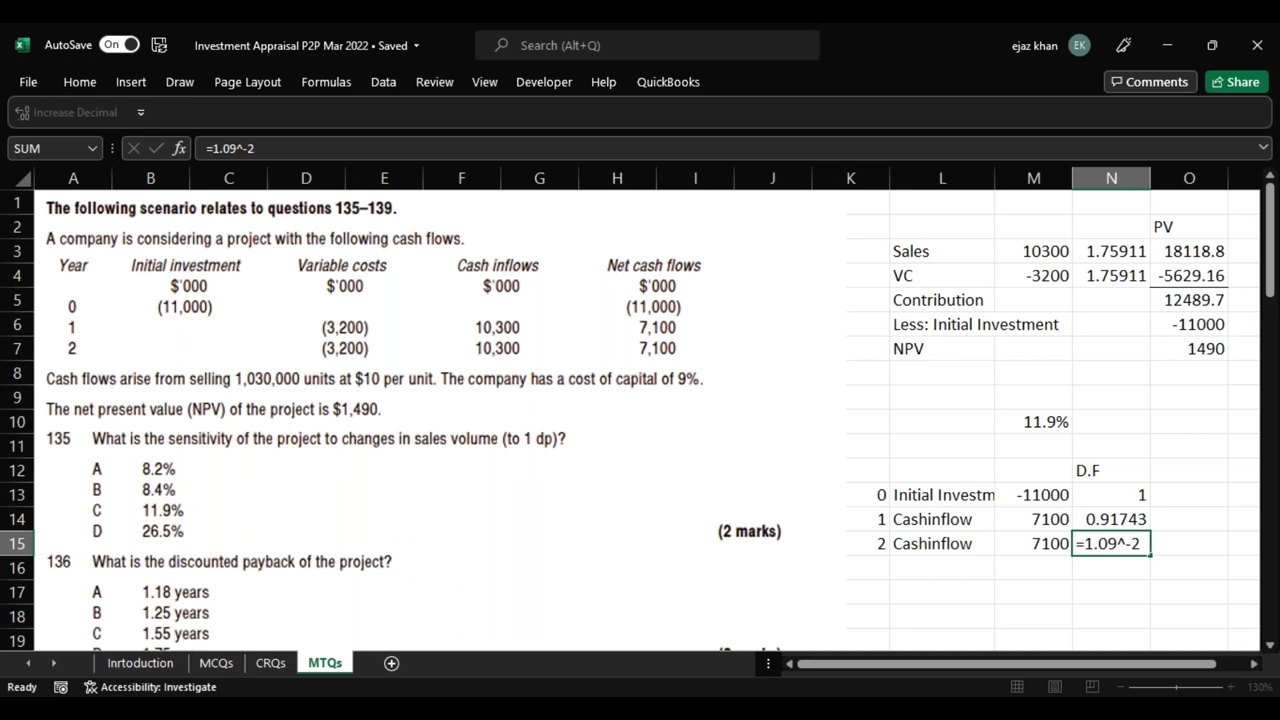 AutoSave On Investment Appraisal P2P Mar 2022 • Saved Search (Alt+Q) ejaz khan EK
File Home Insert Draw Page Layout Formulas Data Review View Developer Help QuickBooks Comments Share
Increase Decimal
SUM fx =1.09^-2
A B C D E F G H I J K L M N O
1 The following scenario relates to questions 135–139.
2 PV
A company is considering a project with the following cash flows.
3 Sales 10300 1.75911 18118.8
Year Initial investment Variable costs Cash inflows Net cash flows
4 VC -3200 1.75911 -5629.16
$'000 $'000 $'000 $'000
5 Contribution 12489.7
0 (11,000) (11,000)
6 Less: Initial Investment -11000
1 (3,200) 10,300 7,100
7 NPV 1490
2 (3,200) 10,300 7,100
8
Cash flows arise from selling 1,030,000 units at $10 per unit. The company has a cost of capital of 9%.
9
The net present value (NPV) of the project is $1,490.
10 11.9%
135 What is the sensitivity of the project to changes in sales volume (to 1 dp)?
11
12 D.F
A 8.2%
13 0 Initial Investm -11000 1
B 8.4%
C 11.9%
14 1 Cashinflow 7100 0.91743
D 26.5% (2 marks)
15 2 Cashinflow 7100 =1.09^-2
16
136 What is the discounted payback of the project?
17
A 1.18 years
18
B 1.25 years
C 1.55 years
19
Inrtoduction MCQs CRQs MTQs
Ready Accessibility: Investigate 130%